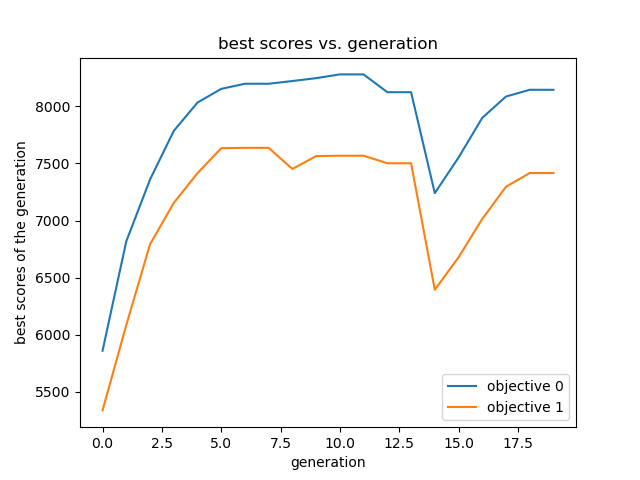 best scores vs. generation
best scores of the generation
8000
7500
7000
6500
6000
5500
0.0 2.5 5.0 7.5 10.0 12.5 15.0 17.5
generation
objective 0
objective 1